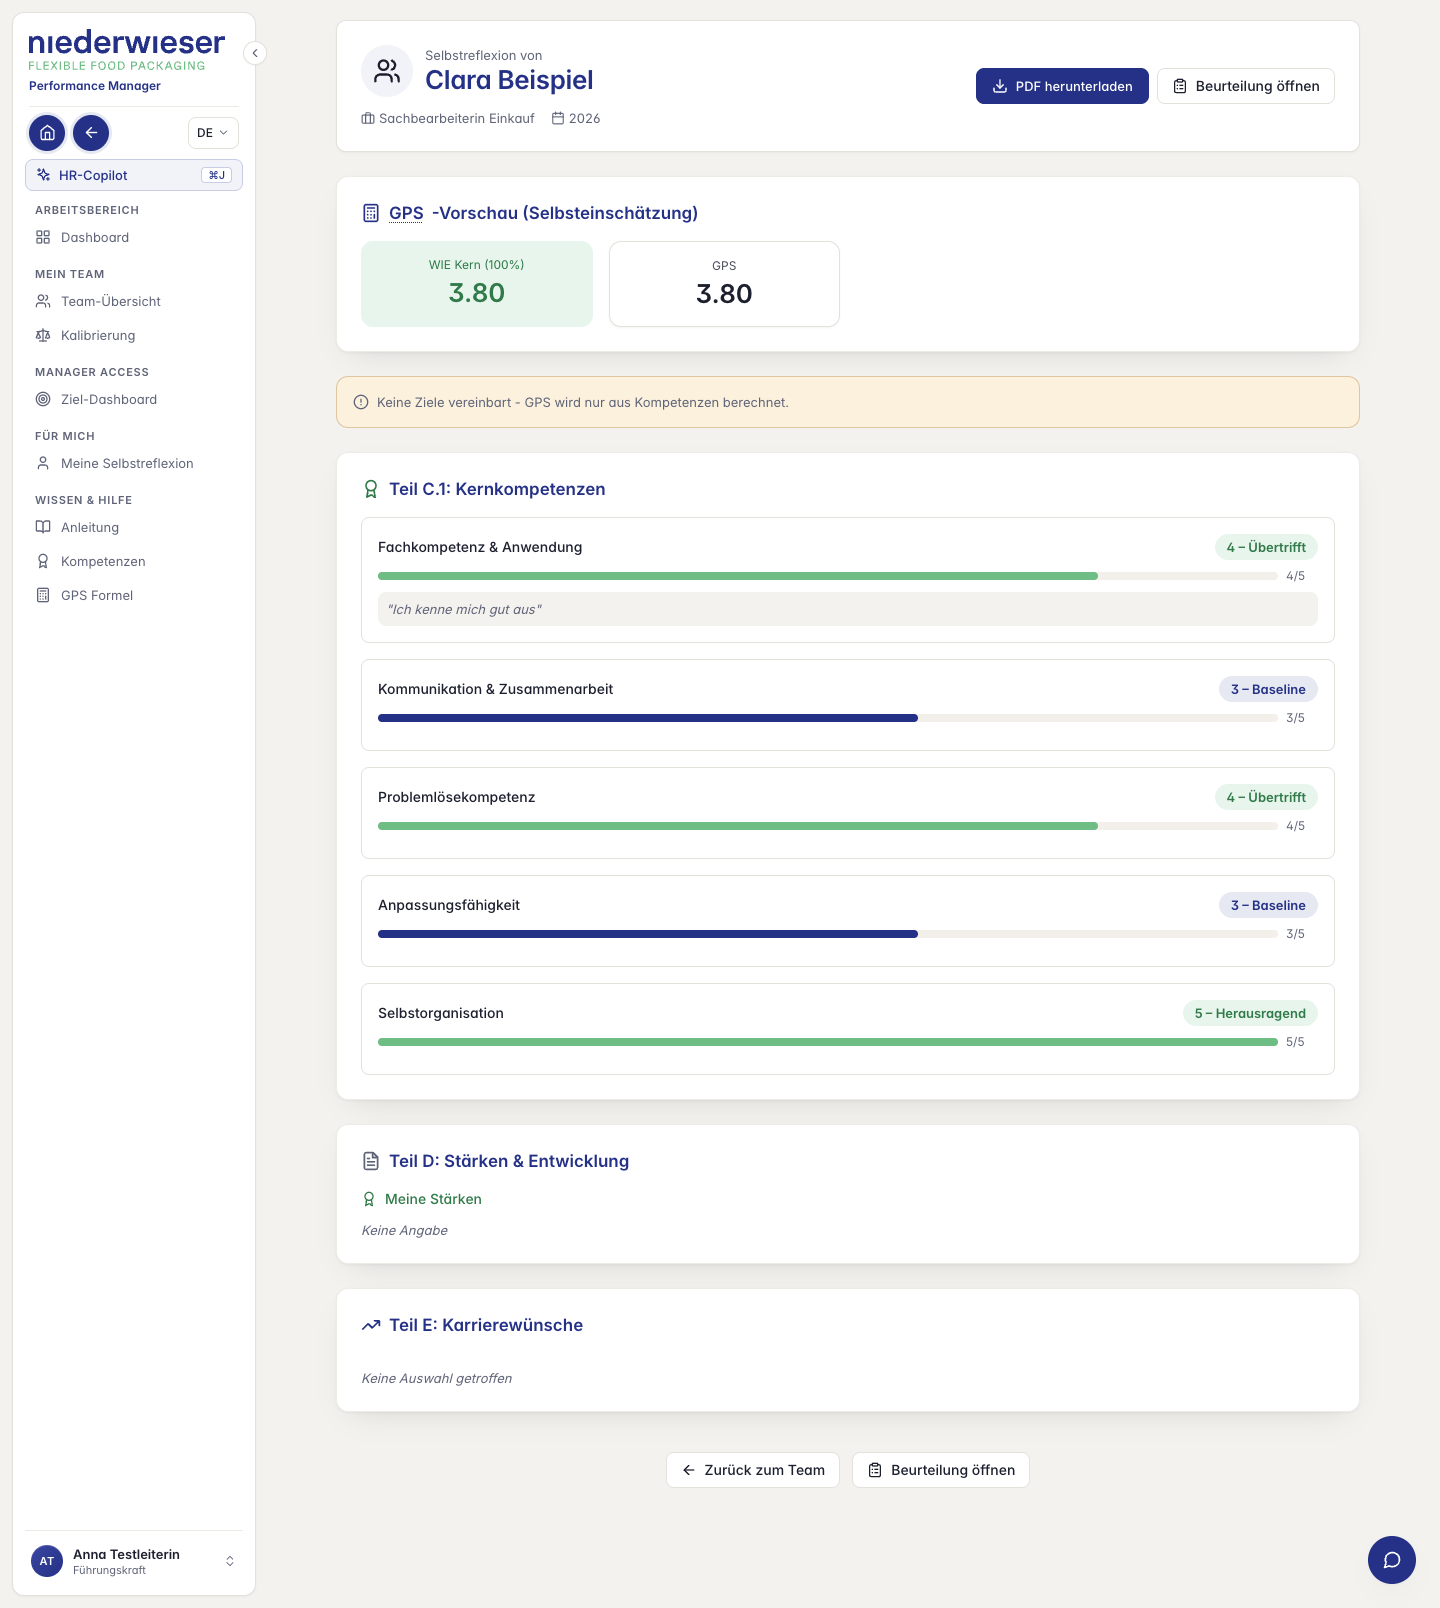 niederwieser
FLEXIBLE FOOD PACKAGING
Performance Manager
DE
HR-Copilot ⌘J
ARBEITSBEREICH
Dashboard
MEIN TEAM
Team-Übersicht
Kalibrierung
MANAGER ACCESS
Ziel-Dashboard
FÜR MICH
Meine Selbstreflexion
WISSEN & HILFE
Anleitung
Kompetenzen
GPS Formel
AT
Anna Testleiterin
Führungskraft
Selbstreflexion von
Clara Beispiel
Sachbearbeiterin Einkauf 2026
PDF herunterladen
Beurteilung öffnen
GPS -Vorschau (Selbsteinschätzung)
WIE Kern (100%)
3.80
GPS
3.80
Keine Ziele vereinbart - GPS wird nur aus Kompetenzen berechnet.
Teil C.1: Kernkompetenzen
Fachkompetenz & Anwendung
4 – Übertrifft
4/5
"Ich kenne mich gut aus"
Kommunikation & Zusammenarbeit
3 – Baseline
3/5
Problemlösekompetenz
4 – Übertrifft
4/5
Anpassungsfähigkeit
3 – Baseline
3/5
Selbstorganisation
5 – Herausragend
5/5
Teil D: Stärken & Entwicklung
Meine Stärken
Keine Angabe
Teil E: Karrierewünsche
Keine Auswahl getroffen
Zurück zum Team
Beurteilung öffnen